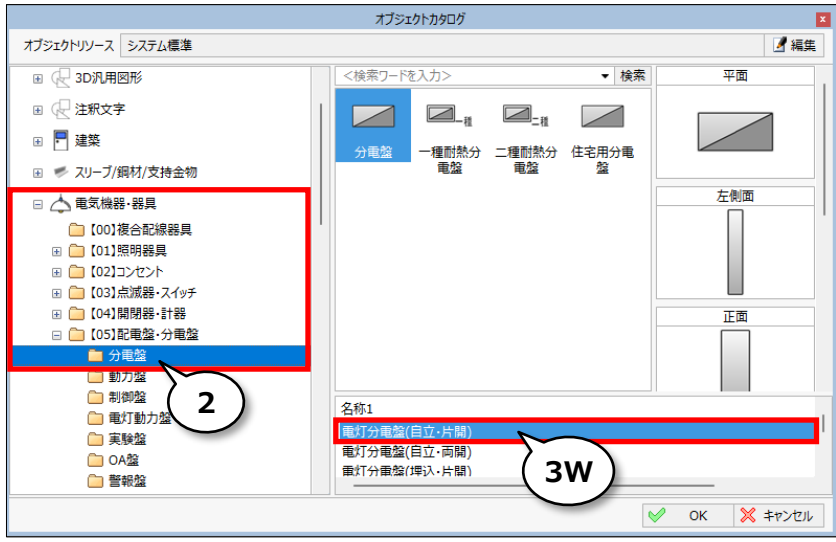 オブジェクトカタログ
オブジェクトリソース システム標準 編集
3D汎用図形
注釈文字
建築
スリーブ/鋼材/支持金物
電気機器・器具
【00】複合配線器具
【01】照明器具
【02】コンセント
【03】点滅器・スイッチ
【04】開閉器・計器
【05】配電盤・分電盤
分電盤
動力盤
制御盤
電灯動力盤
実験盤
OA盤
警報盤
2
<検索ワードを入力> 検索
一種 二種
分電盤 一種耐熱分 二種耐熱分 住宅用分電
電盤 電盤 盤
平面
左側面
正面
名称1
電灯分電盤(自立・片開)
電灯分電盤(自立・両開)
電灯分電盤(埋込・片開)
3W
OK キャンセル